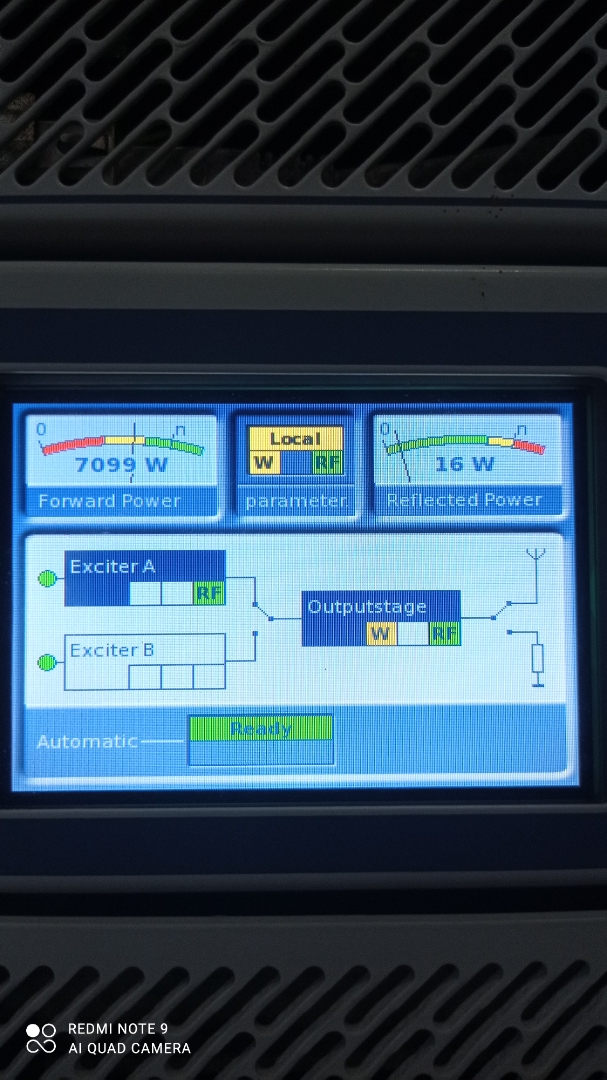 0 n
7099 W
Forward Power
Local
W RF
parameter
0 n
16 W
Reflected Power
Exciter A
RF
Exciter B
Outputstage
W RF
Automatic
Ready
REDMI NOTE 9
AI QUAD CAMERA